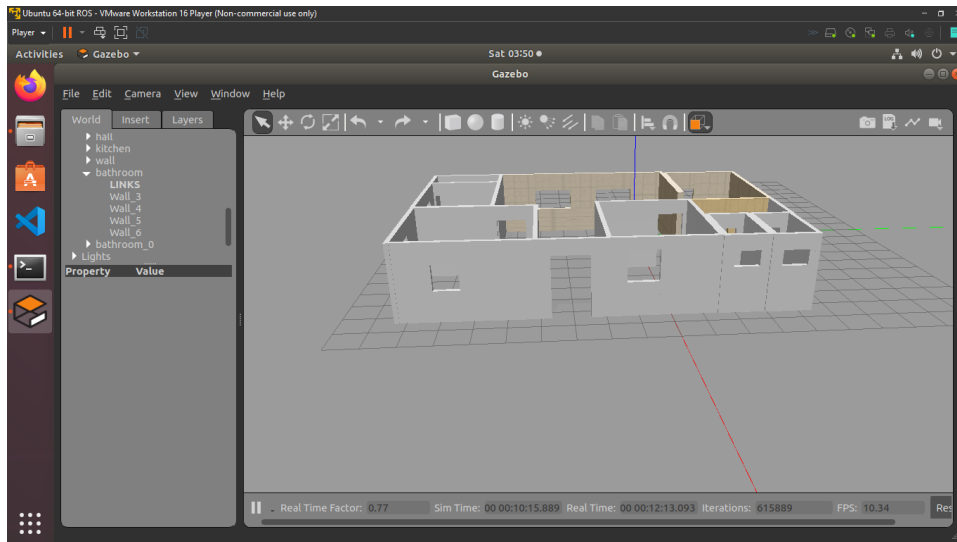 Ubuntu 64-bit ROS - VMware Workstation 16 Player (Non-commercial use only)
Player
Activities Gazebo Sat 03:50
Gazebo
File Edit Camera View Window Help
World Insert Layers
hall
kitchen
wall
bathroom
LINKS
Wall_3
Wall_4
Wall_5
Wall_6
bathroom_0
Lights
Property Value
LOG
Real Time Factor: 0.77 Sim Time: 00 00:10:15.889 Real Time: 00 00:12:13.093 Iterations: 615889 FPS: 10.34 Res